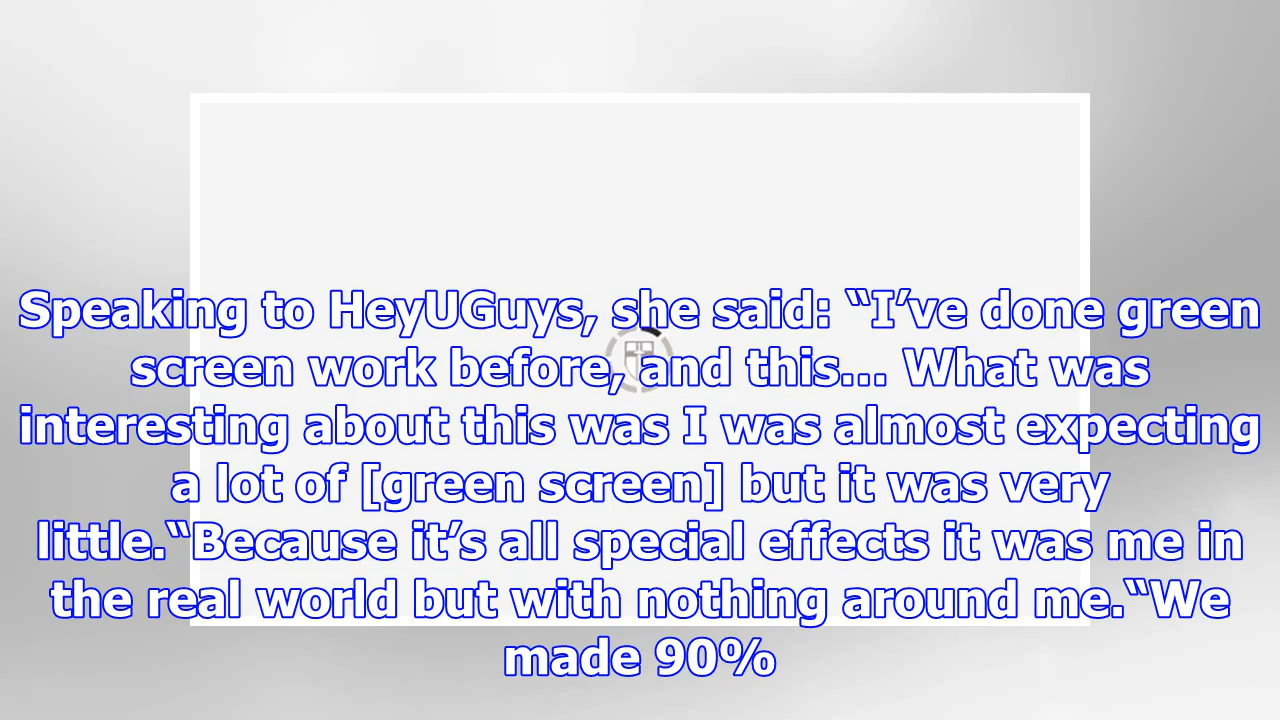 Speaking to HeyUGuys, she said: “I’ve done green
screen work before, and this... What was
interesting about this was I was almost expecting
a lot of [green screen] but it was very
little.“Because it’s all special effects it was me in
the real world but with nothing around me.“We
made 90%